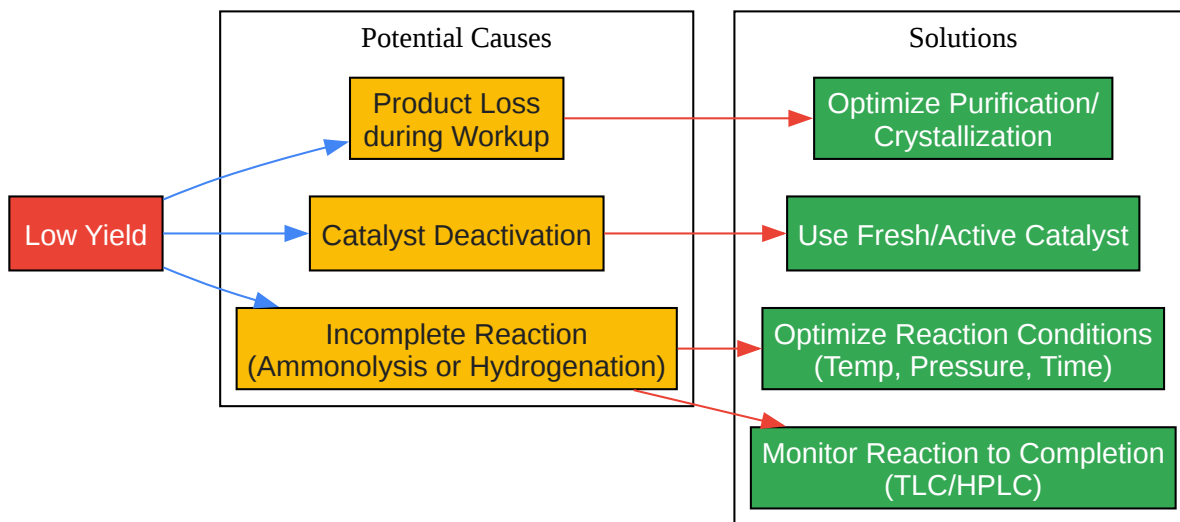 Potential Causes
Solutions
Product Loss
during Workup
Optimize Purification/
Crystallization
Low Yield
Catalyst Deactivation
Use Fresh/Active Catalyst
Incomplete Reaction
(Ammonolysis or Hydrogenation)
Optimize Reaction Conditions
(Temp, Pressure, Time)
Monitor Reaction to Completion
(TLC/HPLC)